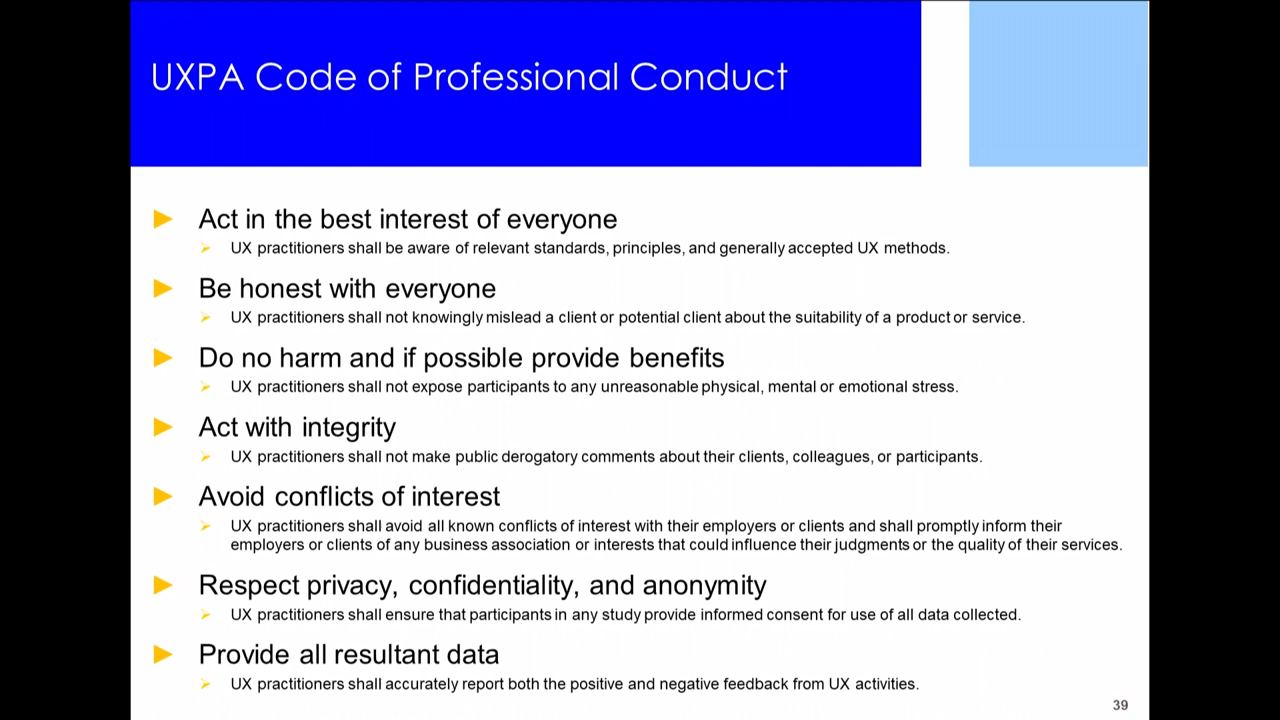 UXPA Code of Professional Conduct
Act in the best interest of everyone
UX practitioners shall be aware of relevant standards, principles, and generally accepted UX methods.
Be honest with everyone
UX practitioners shall not knowingly mislead a client or potential client about the suitability of a product or service.
Do no harm and if possible provide benefits
UX practitioners shall not expose participants to any unreasonable physical, mental or emotional stress.
Act with integrity
UX practitioners shall not make public derogatory comments about their clients, colleagues, or participants.
Avoid conflicts of interest
UX practitioners shall avoid all known conflicts of interest with their employers or clients and shall promptly inform their
employers or clients of any business association or interests that could influence their judgments or the quality of their services.
Respect privacy, confidentiality, and anonymity
UX practitioners shall ensure that participants in any study provide informed consent for use of all data collected.
Provide all resultant data
UX practitioners shall accurately report both the positive and negative feedback from UX activities.
39